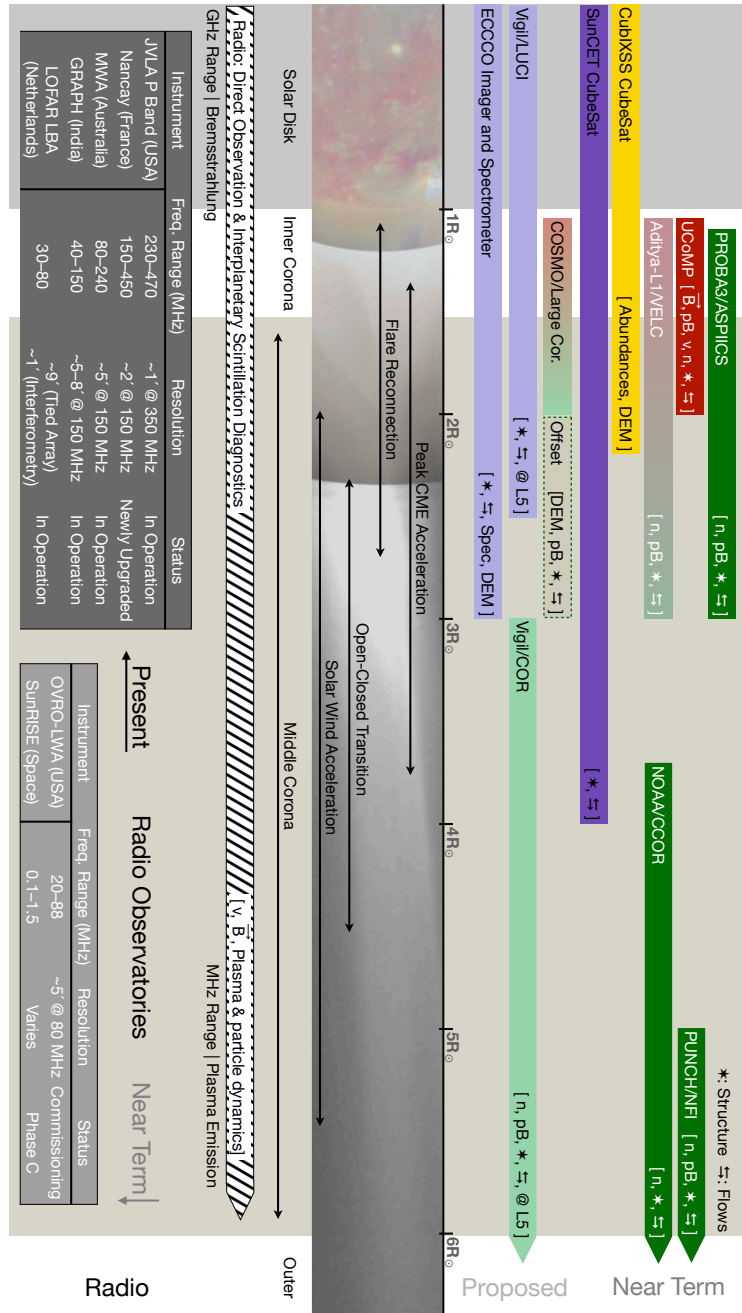 ✶: Structure ⇆: Flows
Near Term
PROBA3/ASPIICS [ n, pB, ✶, ⇆ ]
UCoMP [ B⃗, pB, v, n, ✶, ⇆ ]
PUNCH/NFI [ n, pB, ✶, ⇆ ]
Aditya-L1/VELC [ n, pB, ✶, ⇆ ]
NOAA/CCOR [ n, ✶, ⇆ ]
CubIXSS CubeSat [ Abundances, DEM ]
SunCET CubeSat [ ✶, ⇆ ]
Proposed
COSMO/Large Cor. Offset [DEM, pB, ✶, ⇆ ]
Vigil/LUCI [ ✶, ⇆, @ L5 ]
Vigil/COR [ n, pB, ✶, ⇆, @ L5 ]
ECCCO Imager and Spectrometer [ ✶, ⇆, Spec, DEM ]
1R☉ 2R☉ 3R☉ 4R☉ 5R☉ 6R☉
Peak CME Acceleration
Flare Reconnection
Open-Closed Transition
Solar Wind Acceleration
Solar Disk Inner Corona Middle Corona Outer
Radio: Direct Observation & Interplanetary Scintillation Diagnostics [ v, B⃗, Plasma & particle dynamics]
GHz Range | Bremsstrahlung MHz Range | Plasma Emission
Radio
Instrument Freq. Range (MHz) Resolution Status
JVLA P Band (USA) 230–470 ~1′ @ 350 MHz In Operation
Nancay (France) 150–450 ~2′ @ 150 MHz Newly Upgraded
MWA (Australia) 80–240 ~5′ @ 150 MHz In Operation
GRAPH (India) 40–150 ~5–8′ @ 150 MHz In Operation
LOFAR LBA
(Netherlands) 30–80 ~9′ (Tied Array)
~1′ (Interferometry) In Operation
Present Radio Observatories Near Term
Instrument Freq. Range (MHz) Resolution Status
OVRO-LWA (USA) 20–88 ~5′ @ 80 MHz Commissioning
SunRISE (Space) 0.1–1.5 Varies Phase C